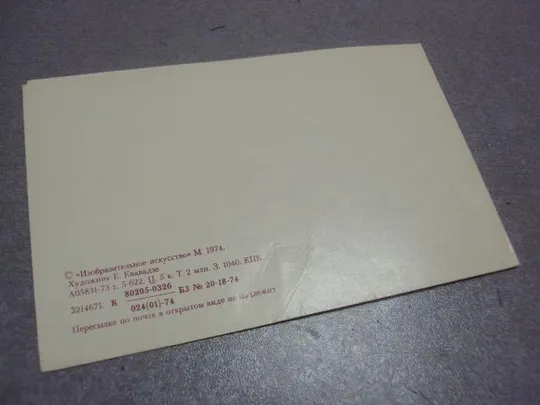 © «Изобразительное искусство» М. 1974.
Художник Е. Квавадзе
А05831-73 г. 5-622. Ц. 5 к. Т. 2 млн. З. 1040. КПК
3214671. К 80205-0326 БЗ № 20-18-74
024(01)-74
Пересылке по почте в открытом виде не подлежит